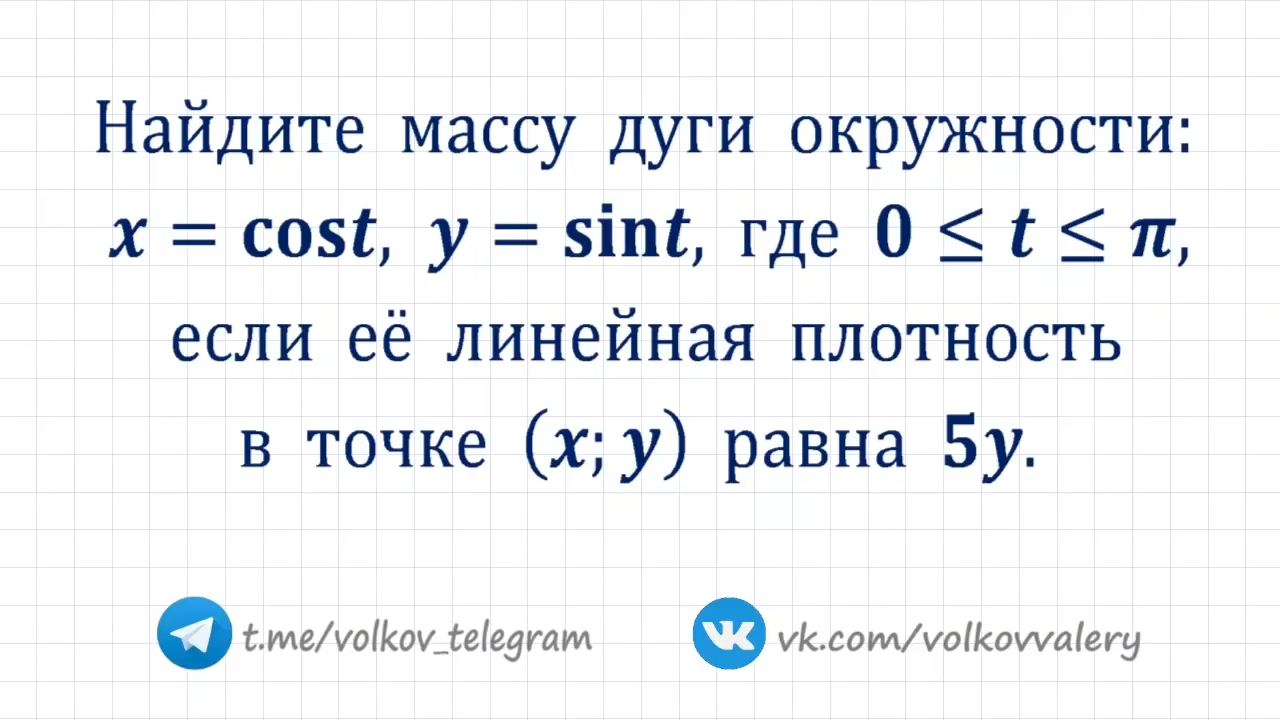 Найдите массу дуги окружности:
x = cost, y = sint, где 0 ≤ t ≤ π,
если её линейная плотность
в точке (x; y) равна 5y.
t.me/volkov_telegram
vk.com/volkovvalery